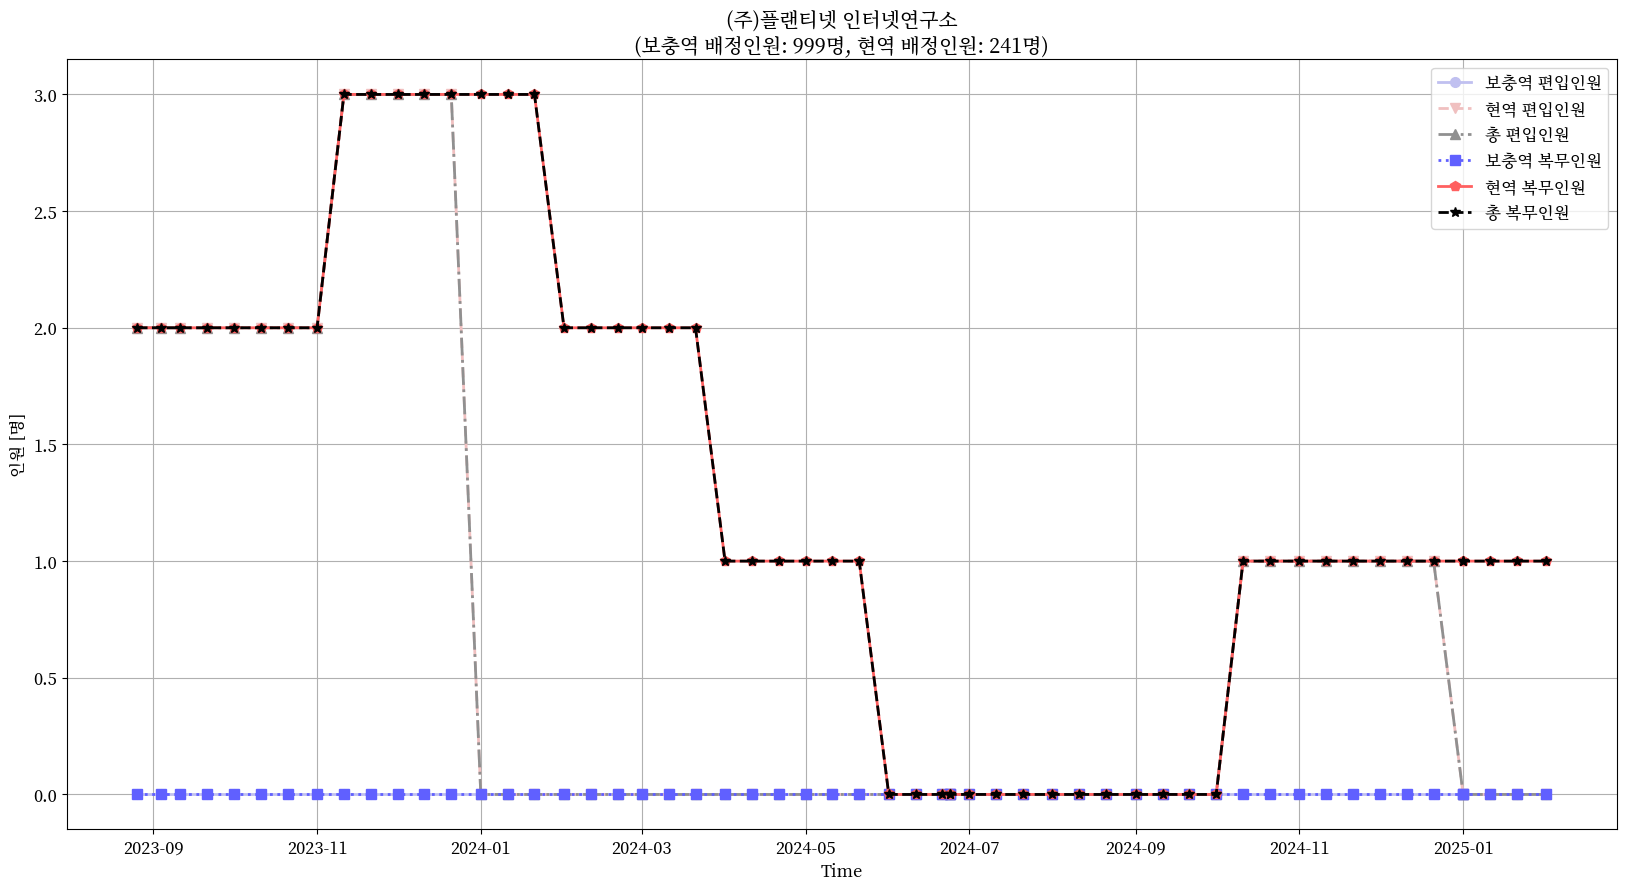 (주)플랜티넷 인터넷연구소
(보충역 배정인원: 999명, 현역 배정인원: 241명)
3.0
2.5
2.0
1.5
1.0
0.5
0.0
인원 [명]
보충역 편입인원
현역 편입인원
총 편입인원
보충역 복무인원
현역 복무인원
총 복무인원
2023-09
2023-11
2024-01
2024-03
2024-05
2024-07
2024-09
2024-11
2025-01
Time